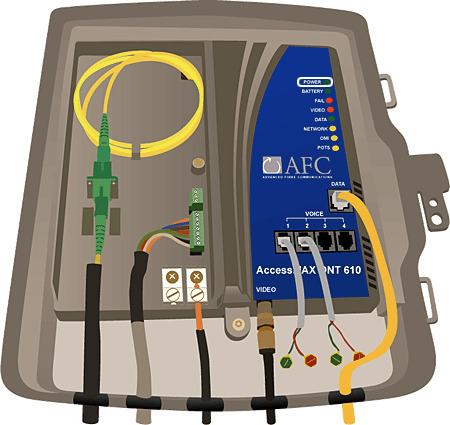 POWER
BATTERY
FAIL
VIDEO
DATA
NETWORK
OMI
POTS
AFC
ADVANCED FIBRE COMMUNICATIONS
DATA
VOICE
1 2 3 4
AccessMAX ONT 610
VIDEO